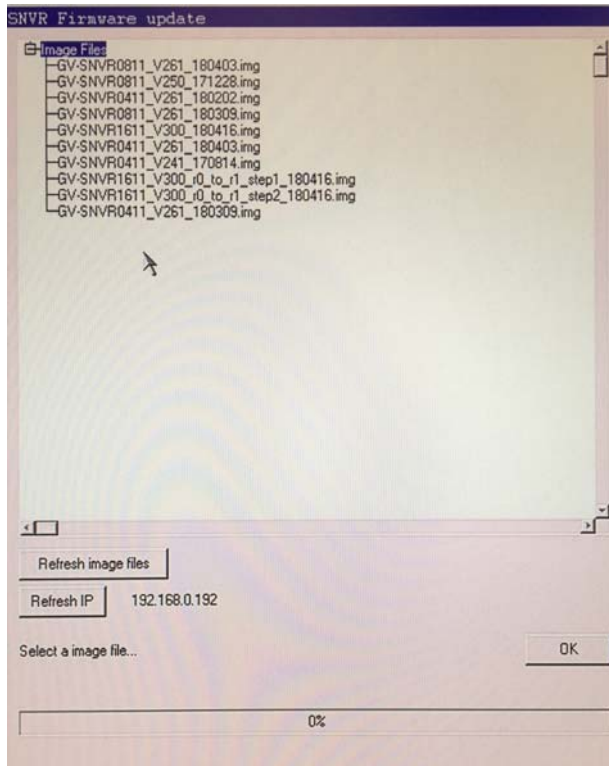 SNVR Firmware update
Image Files
GV-SNVR0811_V261_180403.img
GV-SNVR0811_V250_171228.img
GV-SNVR0411_V261_180202.img
GV-SNVR0811_V261_180309.img
GV-SNVR1611_V300_180416.img
GV-SNVR0411_V261_180403.img
GV-SNVR0411_V241_170814.img
GV-SNVR1611_V300_r0_to_r1_step1_180416.img
GV-SNVR1611_V300_r0_to_r1_step2_180416.img
GV-SNVR0411_V261_180309.img
Refresh image files
Refresh IP 192.168.0.192
Select a image file... OK
0%